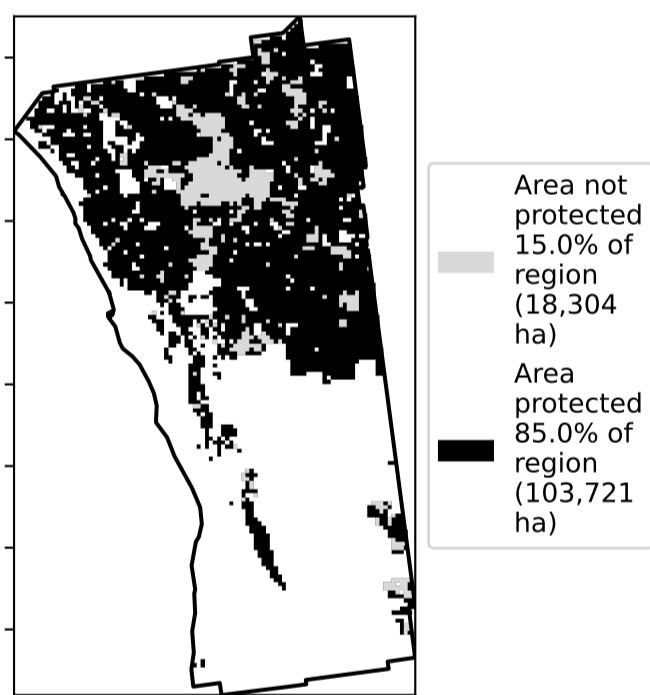 Area not
protected
15.0% of
region
(18,304
ha)
Area
protected
85.0% of
region
(103,721
ha)